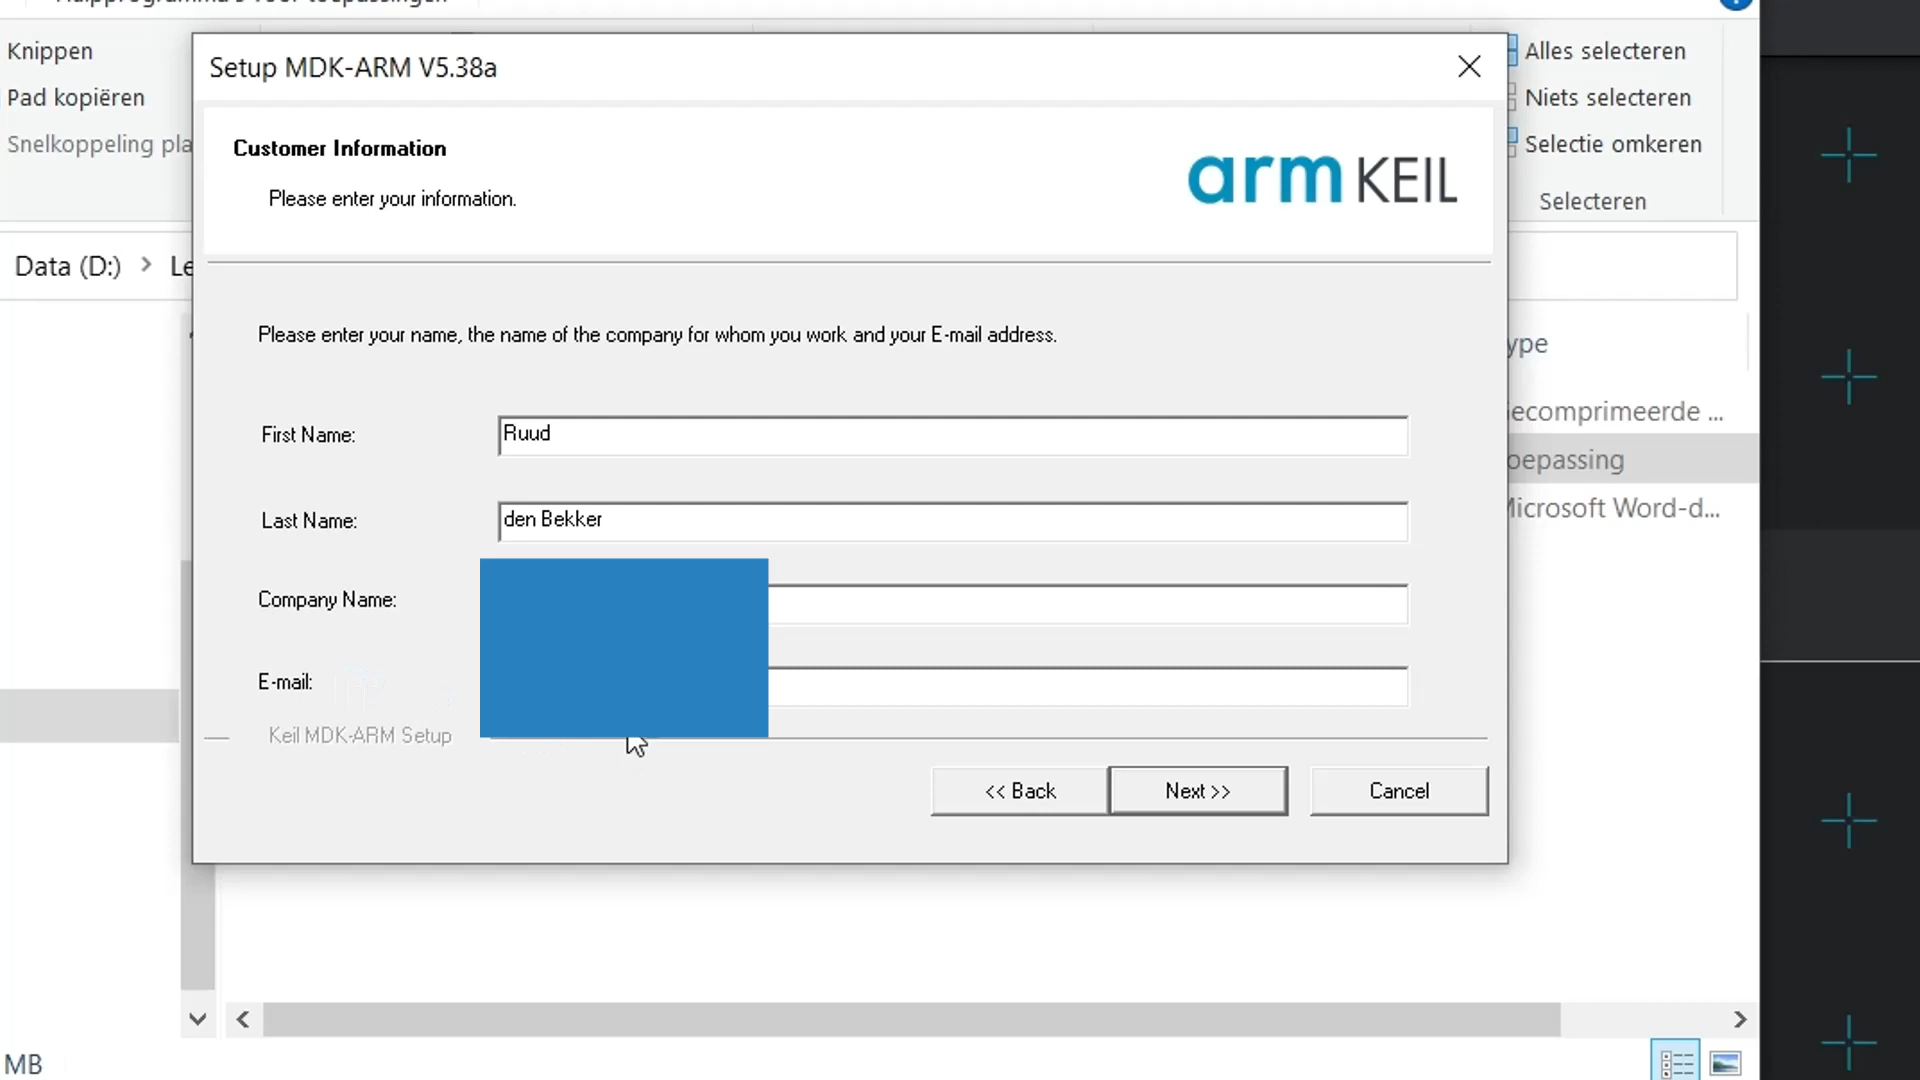 Knippen
Pad kopiëren
Snelkoppeling pla
Setup MDK-ARM V5.38a
Alles selecteren
Niets selecteren
Selectie omkeren
Selecteren
Customer Information
Please enter your information.
arm KEIL
Data (D:) > Le
Please enter your name, the name of the company for whom you work and your E-mail address.
ype
ecomprimeerde ...
oepassing
Microsoft Word-d...
First Name: Ruud
Last Name: den Bekker
Company Name:
E-mail:
Keil MDK-ARM Setup
<< Back
Next >>
Cancel
MB